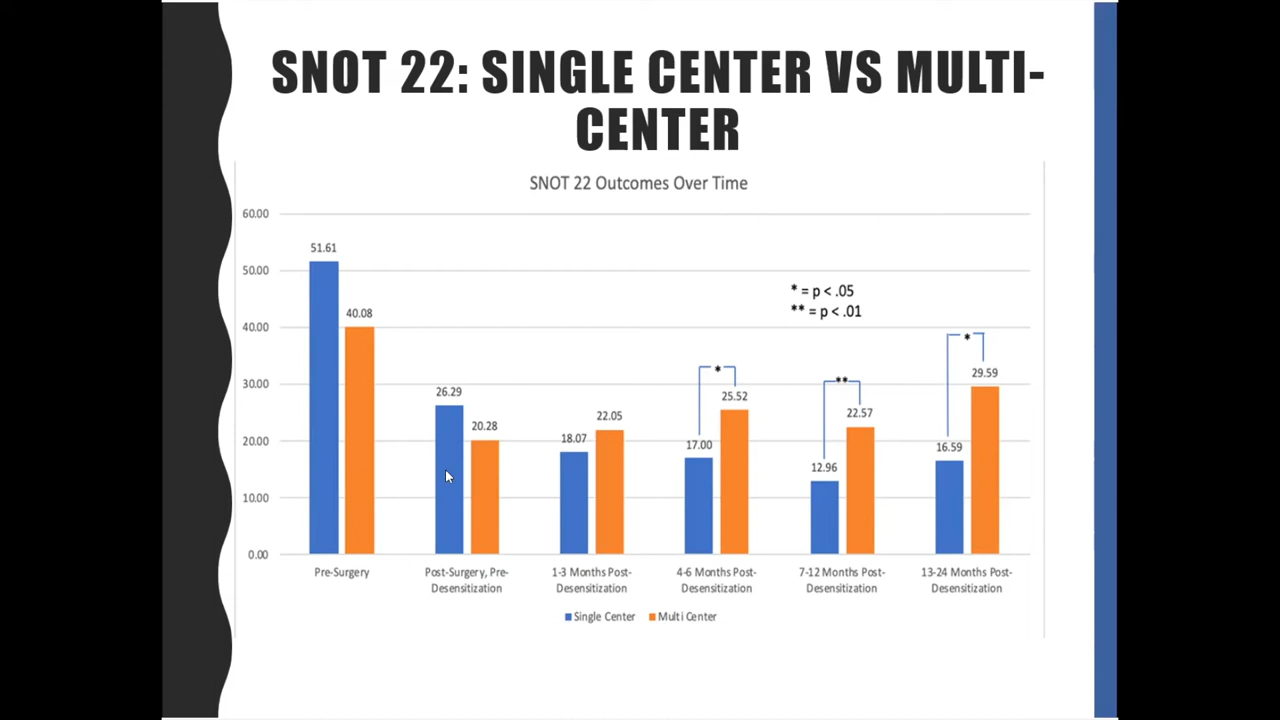 SNOT 22: SINGLE CENTER VS MULTI-
CENTER
SNOT 22 Outcomes Over Time
60.00
50.00
40.00
30.00
20.00
10.00
0.00
51.61
40.08
26.29
20.28
18.07
22.05
17.00
25.52
12.96
22.57
16.59
29.59
*
**
*
* = p < .05
** = p < .01
Pre-Surgery
Post-Surgery, Pre-
Desensitization
1-3 Months Post-
Desensitization
4-6 Months Post-
Desensitization
7-12 Months Post-
Desensitization
13-24 Months Post-
Desensitization
Single Center
Multi Center